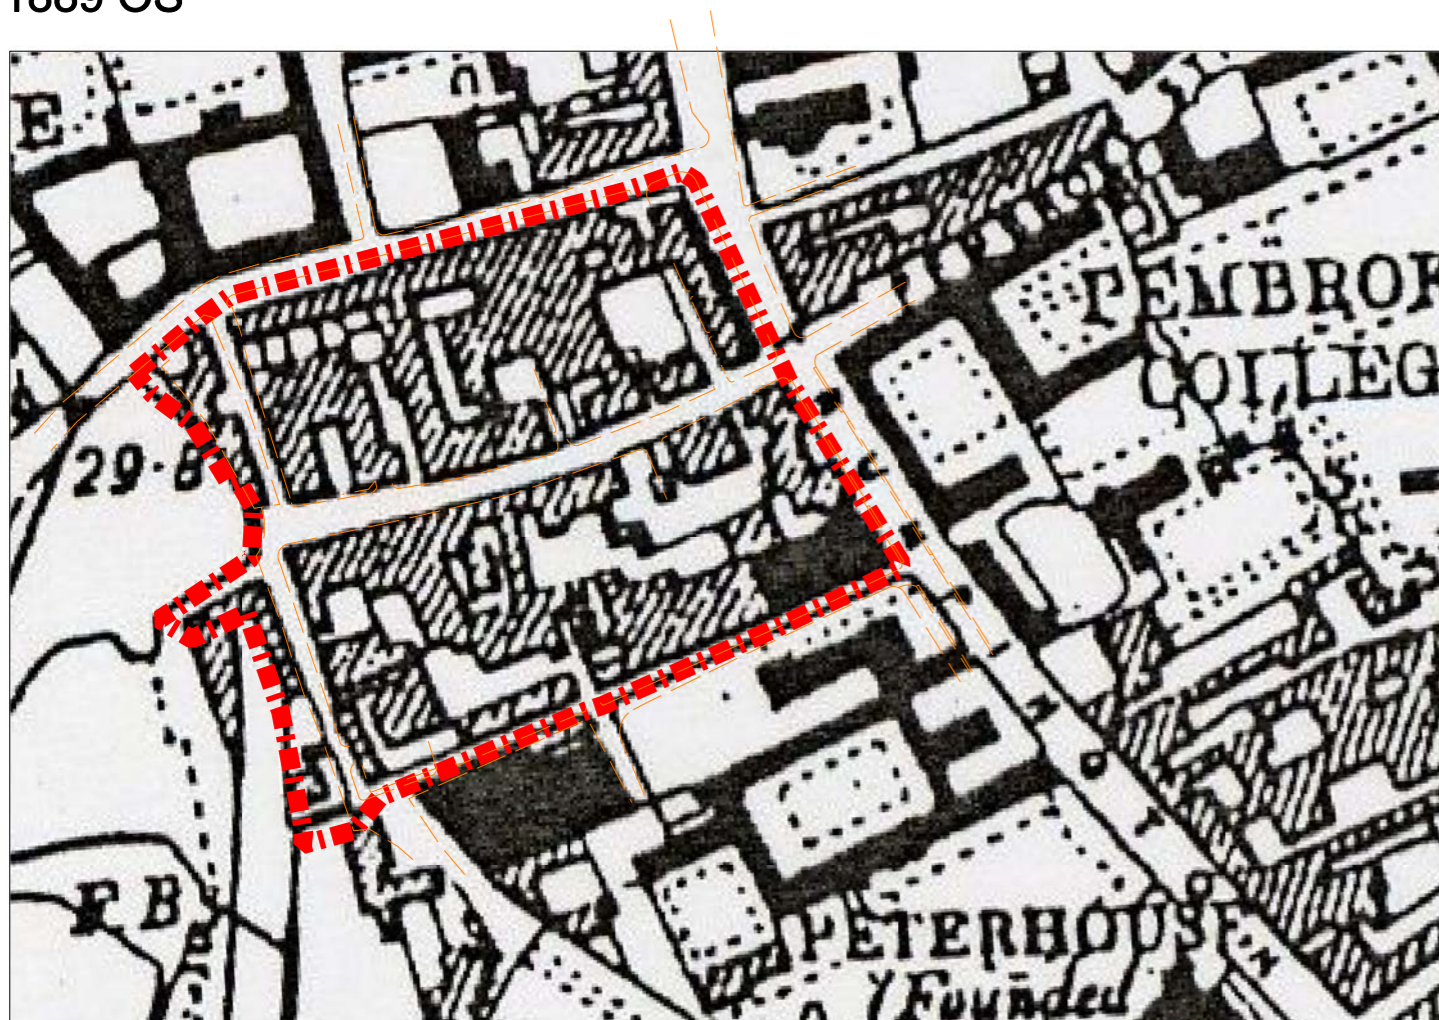 1889 OS
E
PEMBROK
COLLEG
29·8
F.B.
PETERHOUSE
(Founded